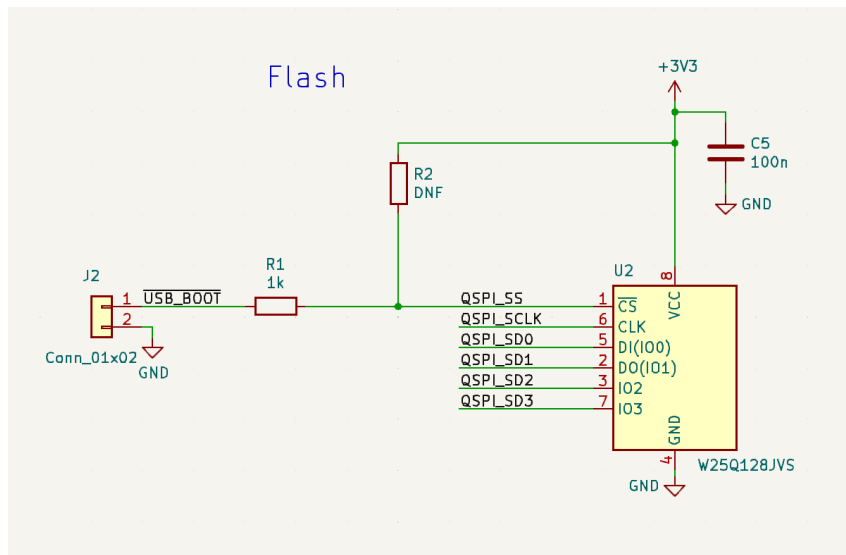 Flash
+3V3
C5
100n
GND
R2
DNF
J2
1
USB_BOOT
2
Conn_01x02
GND
R1
1k
U2
8
VCC
QSPI_SS 1 CS
QSPI_SCLK 6 CLK
QSPI_SD0 5 DI(IO0)
QSPI_SD1 2 DO(IO1)
QSPI_SD2 3 IO2
QSPI_SD3 7 IO3
GND
4
W25Q128JVS
GND